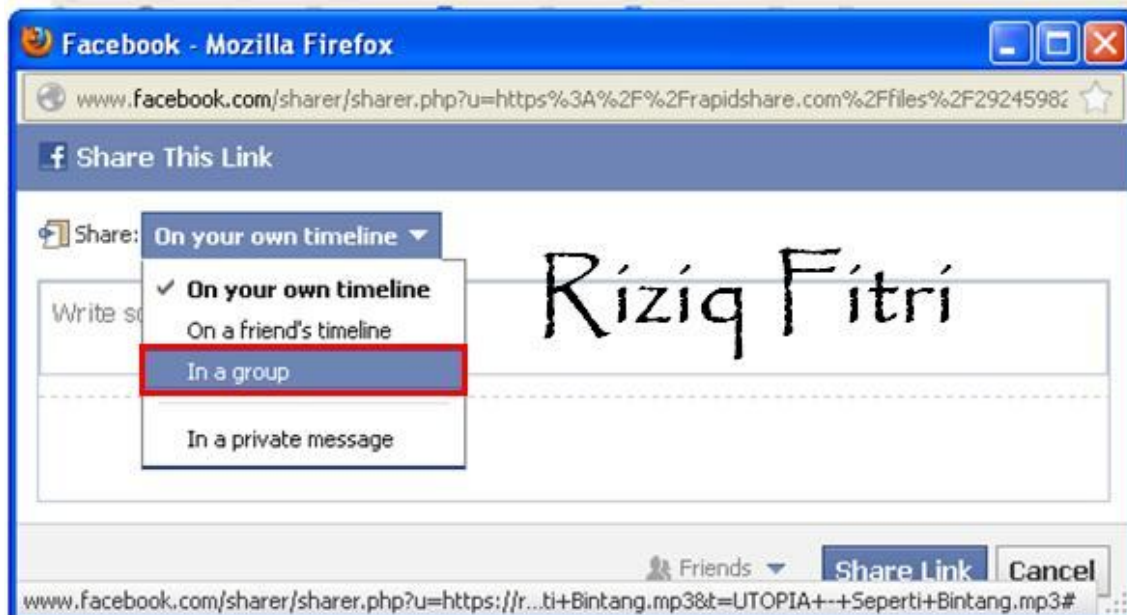 Facebook - Mozilla Firefox
www.facebook.com/sharer/sharer.php?u=https%3A%2F%2Frapidshare.com%2Ffiles%2F29245982
f Share This Link
Share: On your own timeline
✓ On your own timeline
Write
On a friend's timeline
In a group
In a private message
Riziq Fitri
Friends
Share Link
Cancel
www.facebook.com/sharer/sharer.php?u=https://r...ti+Bintang.mp3&t=UTOPIA+-+Seperti+Bintang.mp3#